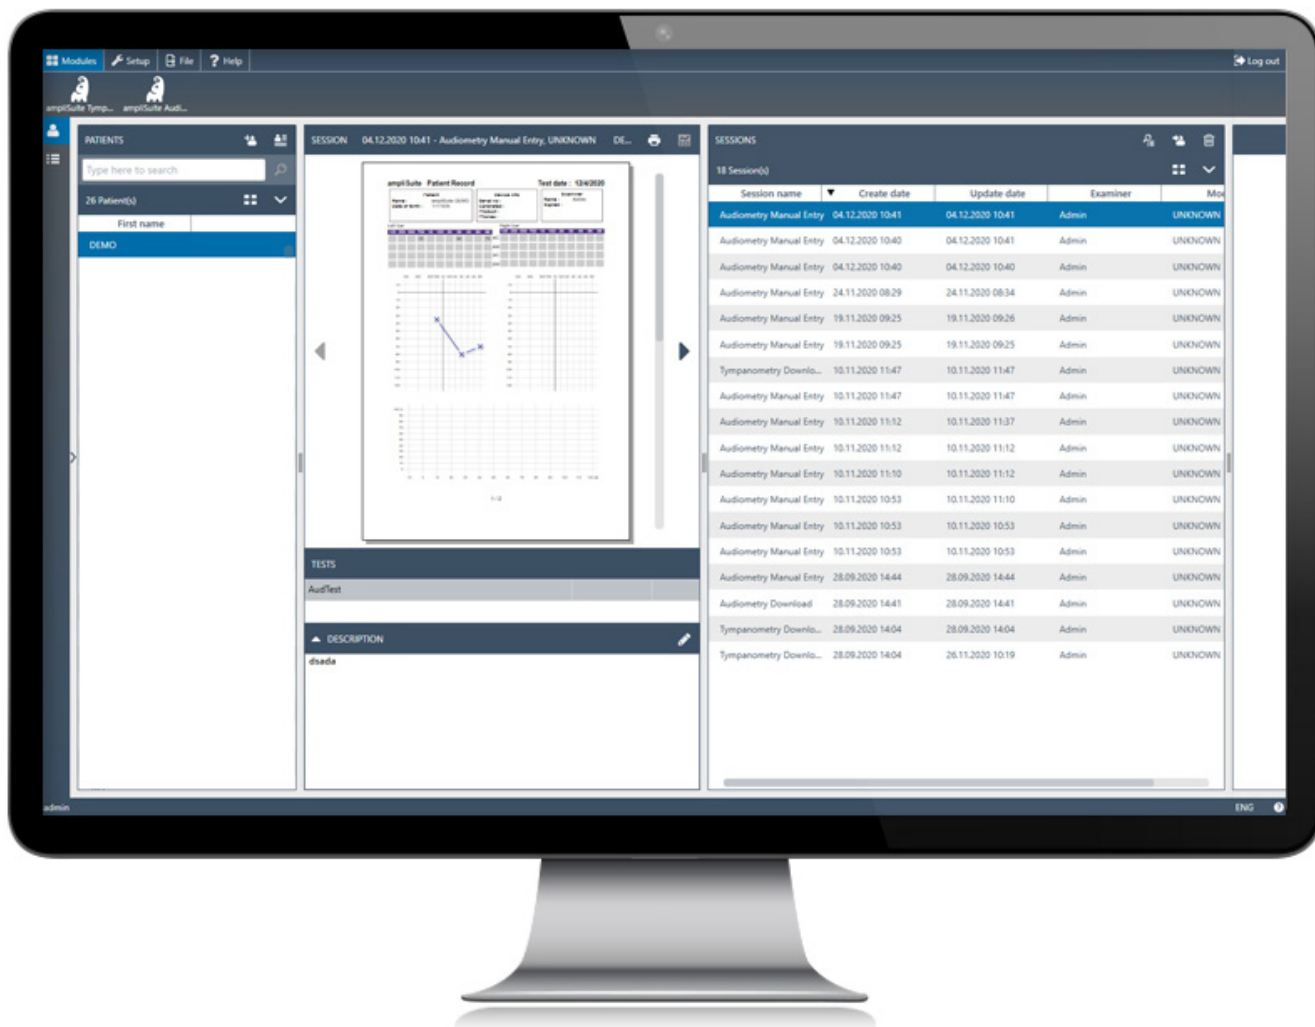 Modules Setup File ? Help Log out
ampliSuite Tymp... ampliSuite Audi...
PATIENTS
Type here to search
26 Patient(s)
First name
DEMO
SESSION 04.12.2020 10:41 - Audiometry Manual Entry, UNKNOWN DE...
ampliSuite Patient Record Test date : 12/4/2020
1 / 2
TESTS
AudTest
DESCRIPTION
dsada
SESSIONS
18 Session(s)
Session name Create date Update date Examiner Mo
Audiometry Manual Entry 04.12.2020 10:41 04.12.2020 10:41 Admin UNKNOWN
Audiometry Manual Entry 04.12.2020 10:40 04.12.2020 10:41 Admin UNKNOWN
Audiometry Manual Entry 04.12.2020 10:40 04.12.2020 10:40 Admin UNKNOWN
Audiometry Manual Entry 24.11.2020 08:29 24.11.2020 08:34 Admin UNKNOWN
Audiometry Manual Entry 19.11.2020 09:25 19.11.2020 09:26 Admin UNKNOWN
Audiometry Manual Entry 19.11.2020 09:25 19.11.2020 09:25 Admin UNKNOWN
Tympanometry Downlo... 10.11.2020 11:47 10.11.2020 11:47 Admin UNKNOWN
Audiometry Manual Entry 10.11.2020 11:47 10.11.2020 11:47 Admin UNKNOWN
Audiometry Manual Entry 10.11.2020 11:12 10.11.2020 11:37 Admin UNKNOWN
Audiometry Manual Entry 10.11.2020 11:12 10.11.2020 11:12 Admin UNKNOWN
Audiometry Manual Entry 10.11.2020 11:10 10.11.2020 11:12 Admin UNKNOWN
Audiometry Manual Entry 10.11.2020 10:53 10.11.2020 11:10 Admin UNKNOWN
Audiometry Manual Entry 10.11.2020 10:53 10.11.2020 10:53 Admin UNKNOWN
Audiometry Manual Entry 10.11.2020 10:53 10.11.2020 10:53 Admin UNKNOWN
Audiometry Manual Entry 28.09.2020 14:44 28.09.2020 14:44 Admin UNKNOWN
Audiometry Download 28.09.2020 14:41 28.09.2020 14:41 Admin UNKNOWN
Tympanometry Downlo... 28.09.2020 14:04 28.09.2020 14:04 Admin UNKNOWN
Tympanometry Downlo... 28.09.2020 14:04 26.11.2020 10:19 Admin UNKNOWN
admin ENG